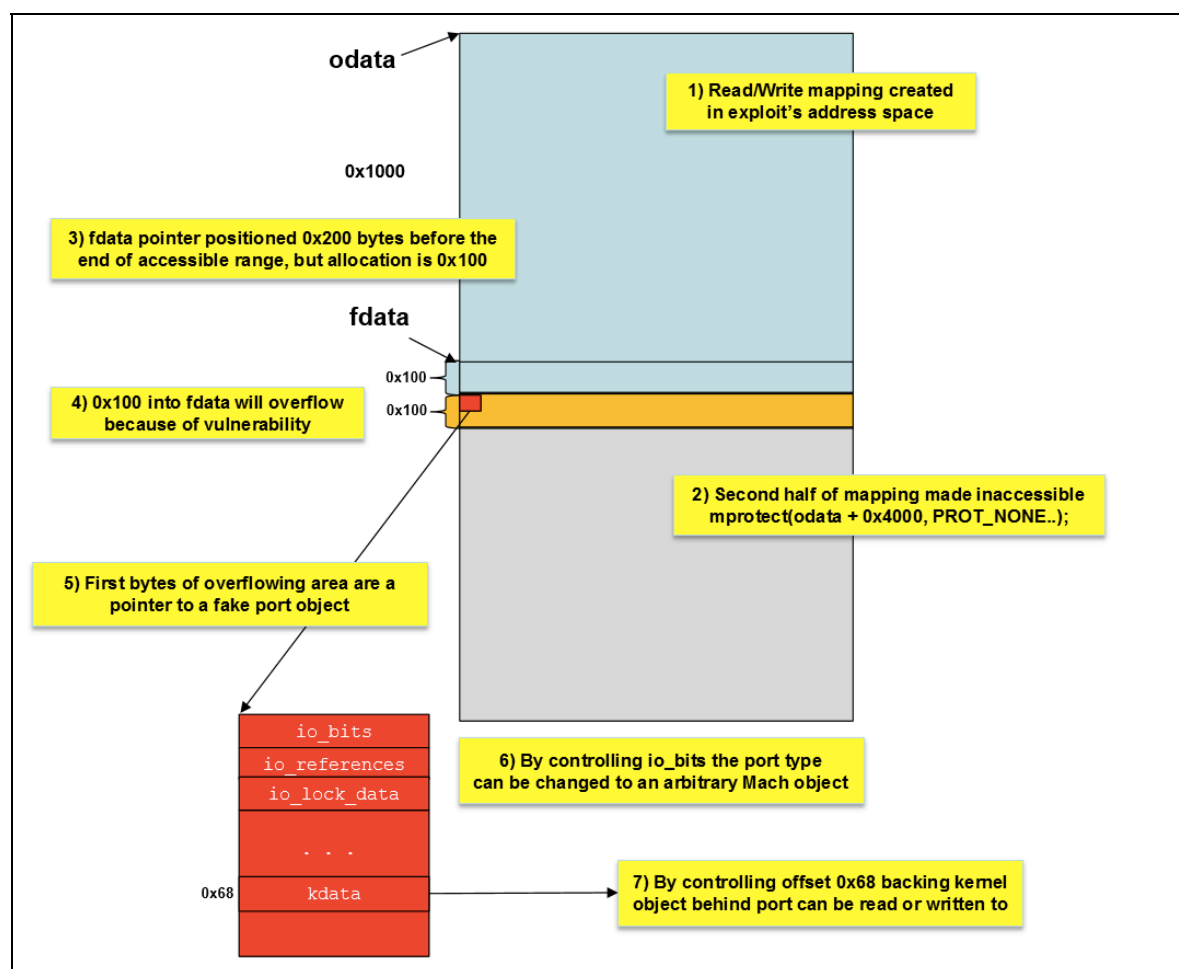 odata
1) Read/Write mapping created
in exploit's address space
0x1000
3) fdata pointer positioned 0x200 bytes before the
end of accessible range, but allocation is 0x100
fdata
0x100
4) 0x100 into fdata will overflow
because of vulnerability
0x100
2) Second half of mapping made inaccessible
mprotect(odata + 0x4000, PROT_NONE..);
5) First bytes of overflowing area are a
pointer to a fake port object
io_bits
io_references
io_lock_data
. . .
0x68
kdata
6) By controlling io_bits the port type
can be changed to an arbitrary Mach object
7) By controlling offset 0x68 backing kernel
object behind port can be read or written to